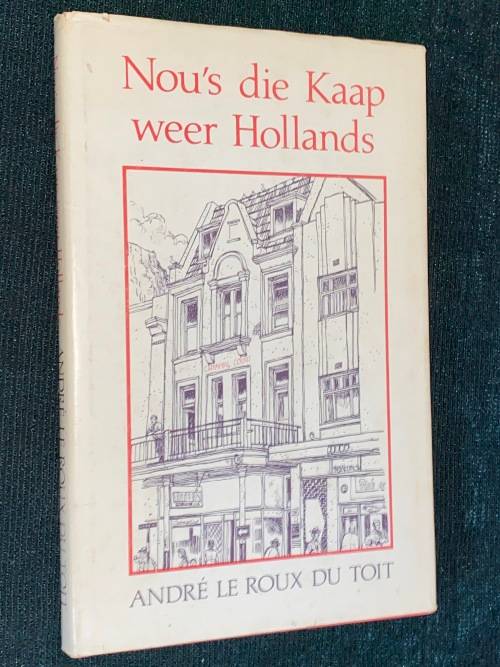 Nou's die Kaap
weer Hollands
ANDRÉ LE ROUX DU TOIT